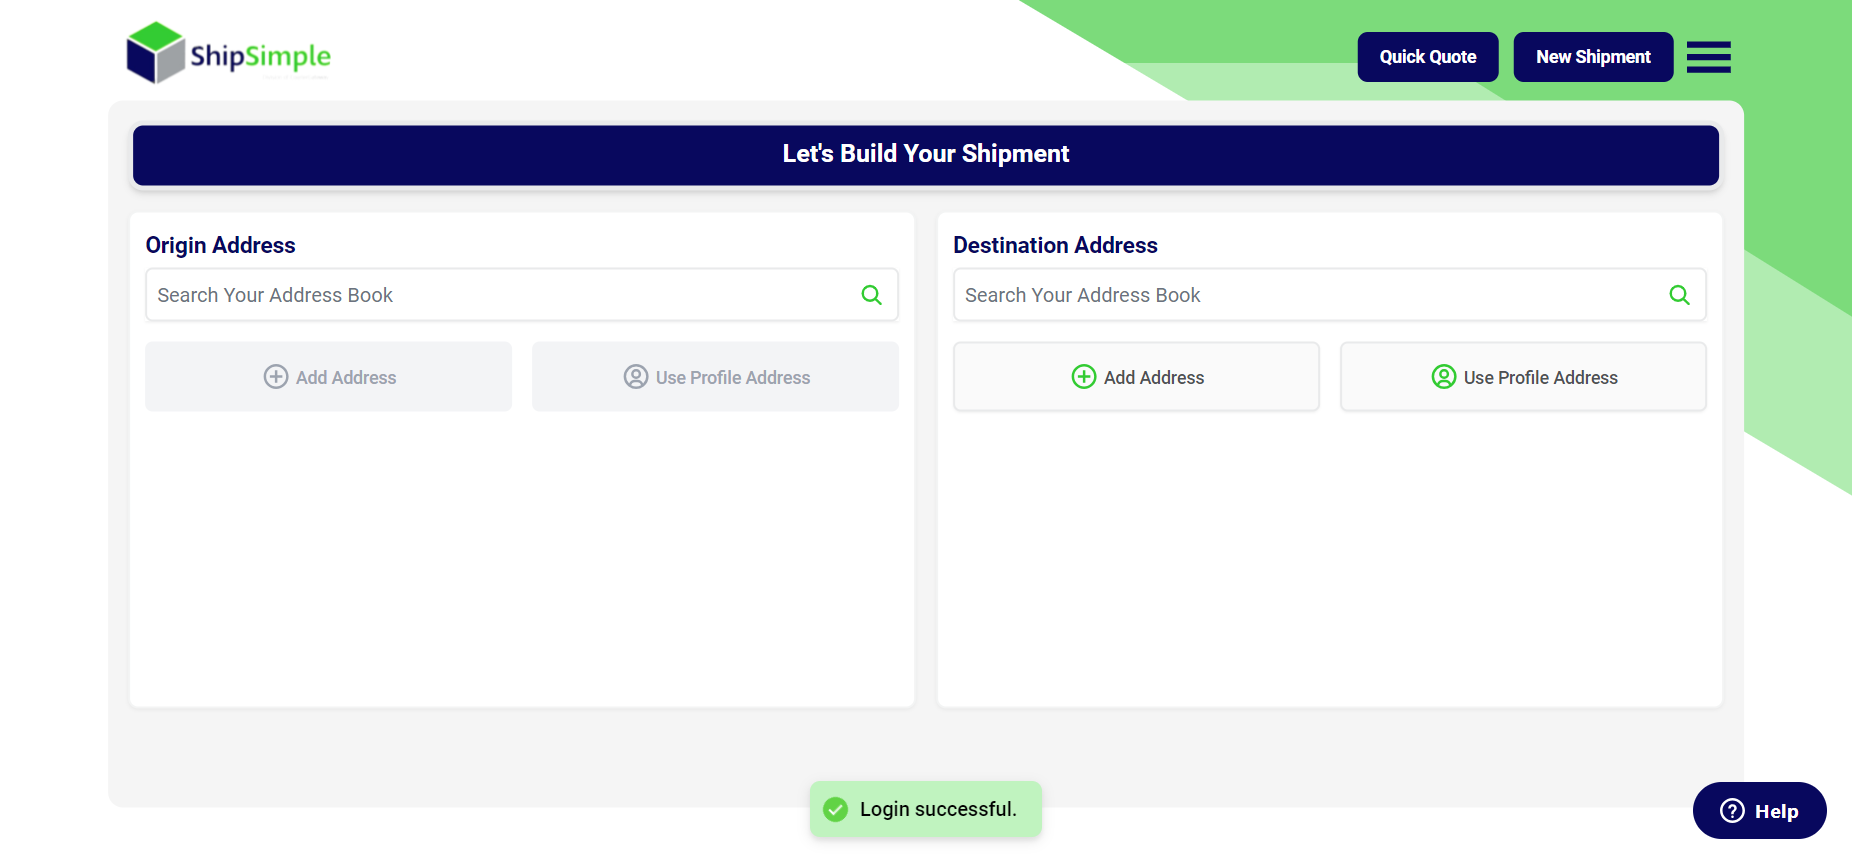 ShipSimple
Quick Quote
New Shipment
Let's Build Your Shipment
Origin Address
Search Your Address Book
Add Address
Use Profile Address
Destination Address
Search Your Address Book
Add Address
Use Profile Address
Login successful.
Help